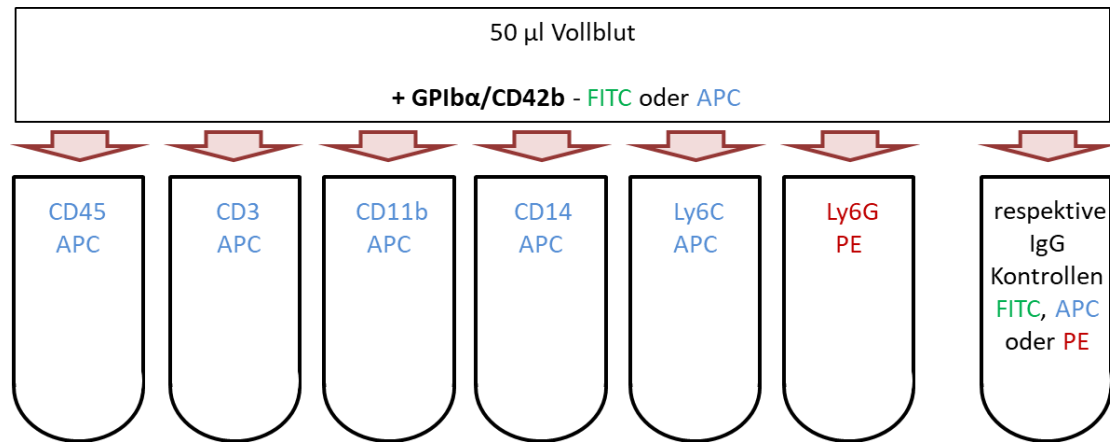 50 µl Vollblut
+ GPIbα/CD42b - FITC oder APC
CD45
APC
CD3
APC
CD11b
APC
CD14
APC
Ly6C
APC
Ly6G
PE
respektive
IgG
Kontrollen
FITC, APC
oder PE